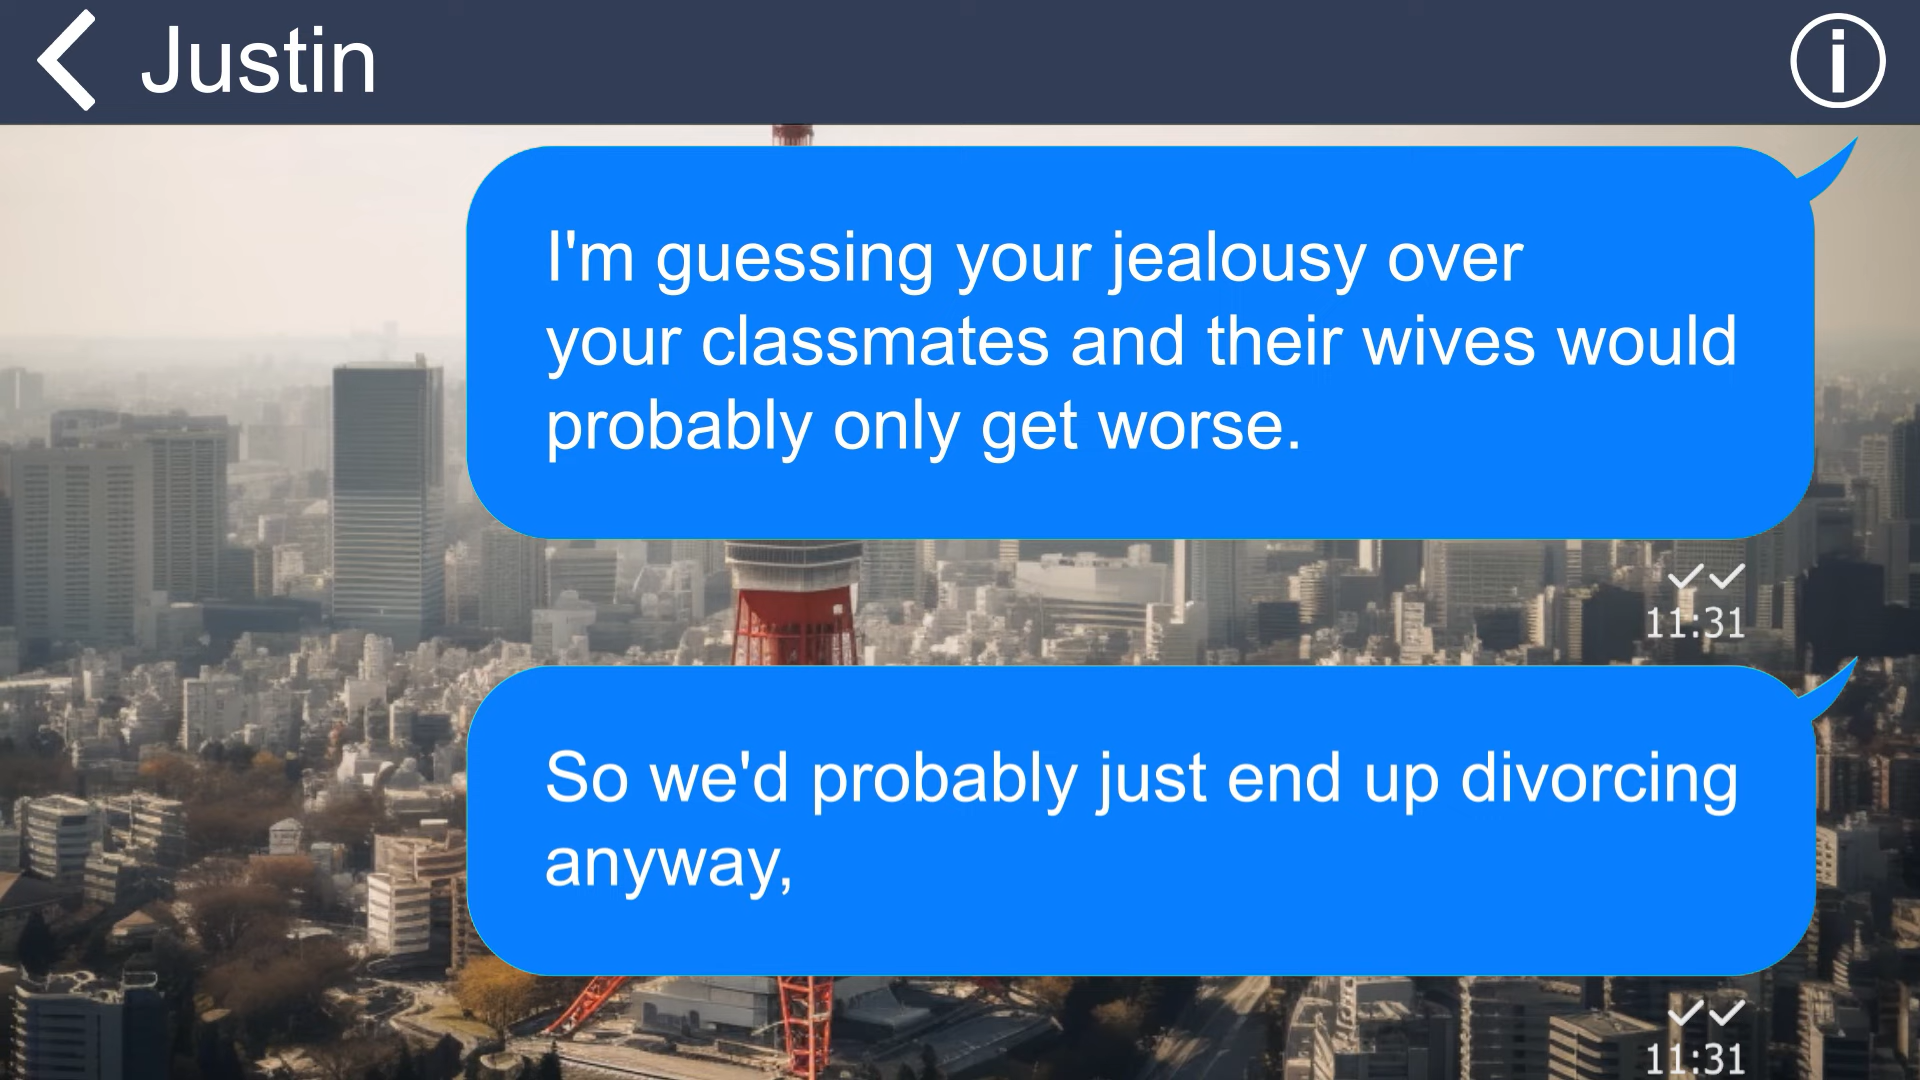 Justin
I'm guessing your jealousy over
your classmates and their wives would
probably only get worse.
11:31
So we'd probably just end up divorcing
anyway,
11:31